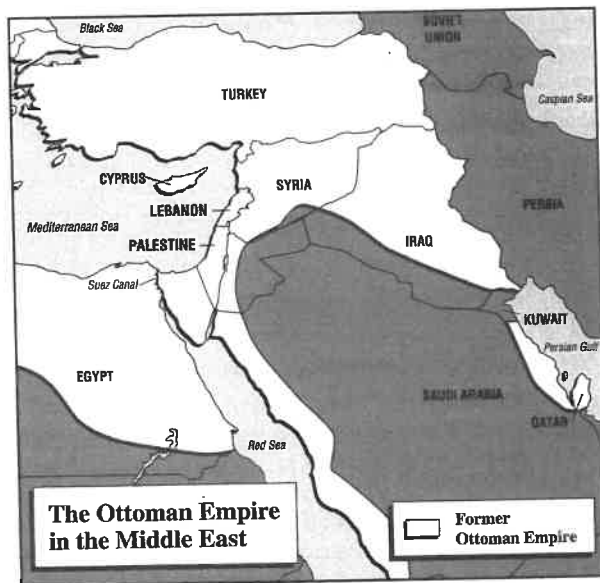 Black Sea
SOVIET
UNION
TURKEY
Caspian Sea
CYPRUS
SYRIA
LEBANON
PERSIA
Mediterranean Sea
PALESTINE
IRAQ
Suez Canal
KUWAIT
Persian Gulf
EGYPT
SAUDI ARABIA
QATAR
Red Sea
The Ottoman Empire
in the Middle East
Former
Ottoman Empire